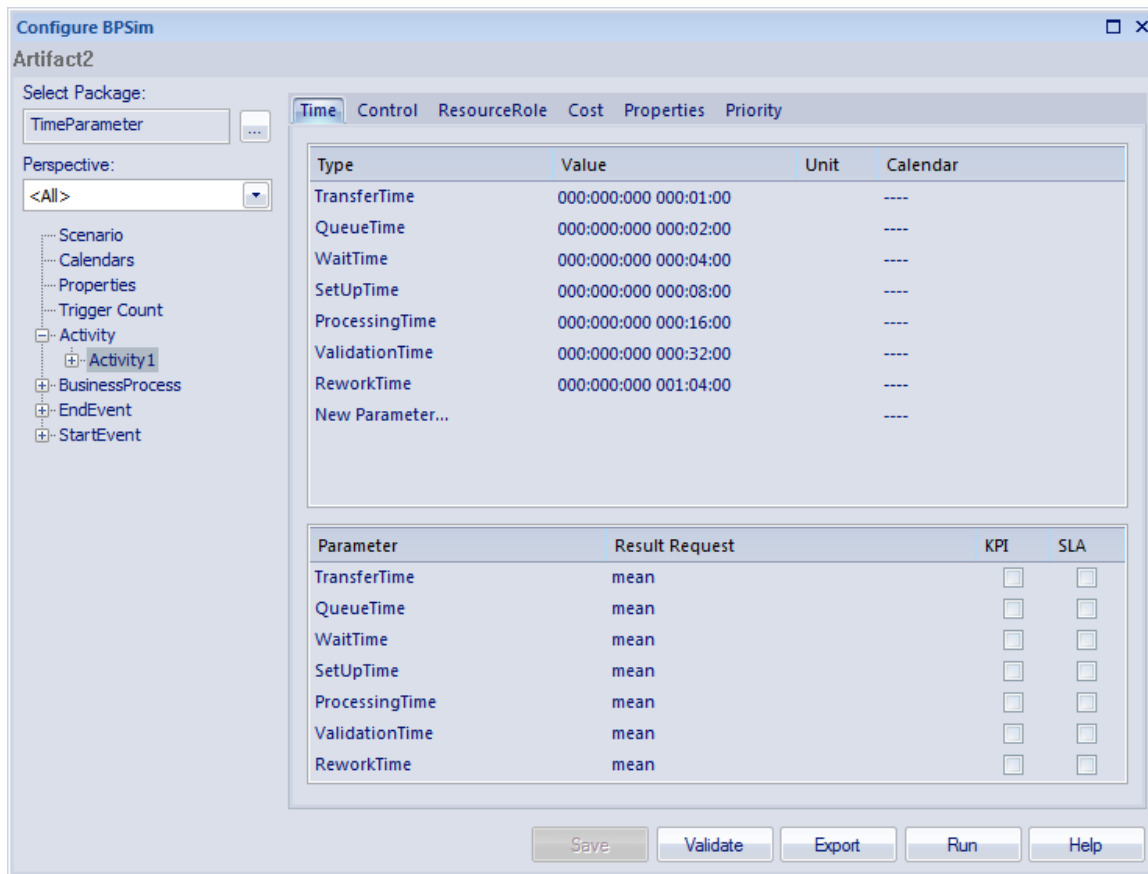 Configure BPSim
Artifact2
Select Package:
TimeParameter
...
Perspective:
<All>
Scenario
Calendars
Properties
Trigger Count
Activity
Activity1
BusinessProcess
EndEvent
StartEvent
Time Control ResourceRole Cost Properties Priority
Type Value Unit Calendar
TransferTime 000:000:000 000:01:00 ----
QueueTime 000:000:000 000:02:00 ----
WaitTime 000:000:000 000:04:00 ----
SetUpTime 000:000:000 000:08:00 ----
ProcessingTime 000:000:000 000:16:00 ----
ValidationTime 000:000:000 000:32:00 ----
ReworkTime 000:000:000 001:04:00 ----
New Parameter... ----
Parameter Result Request KPI SLA
TransferTime mean
QueueTime mean
WaitTime mean
SetUpTime mean
ProcessingTime mean
ValidationTime mean
ReworkTime mean
Save Validate Export Run Help